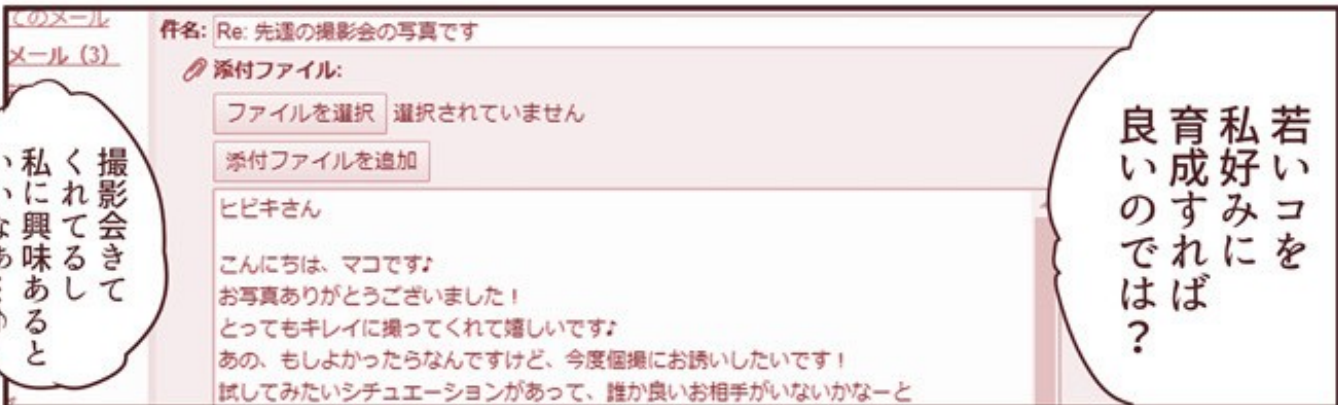 若いコを
私好みに
育成すれば
良いのでは？
てのメール
メール（3）
件名: Re: 先週の撮影会の写真です
添付ファイル:
ファイルを選択 選択されていません
添付ファイルを追加
ヒビキさん
こんにちは、マコです♪
お写真ありがとうございました！
とってもキレイに撮ってくれて嬉しいです♪
あの、もしよかったらなんですけど、今度個撮にお誘いしたいです！
試してみたいシチュエーションがあって、誰か良いお相手がいないかなーと
撮影会きて
くれてるし
私に興味あると
いいなぁ…